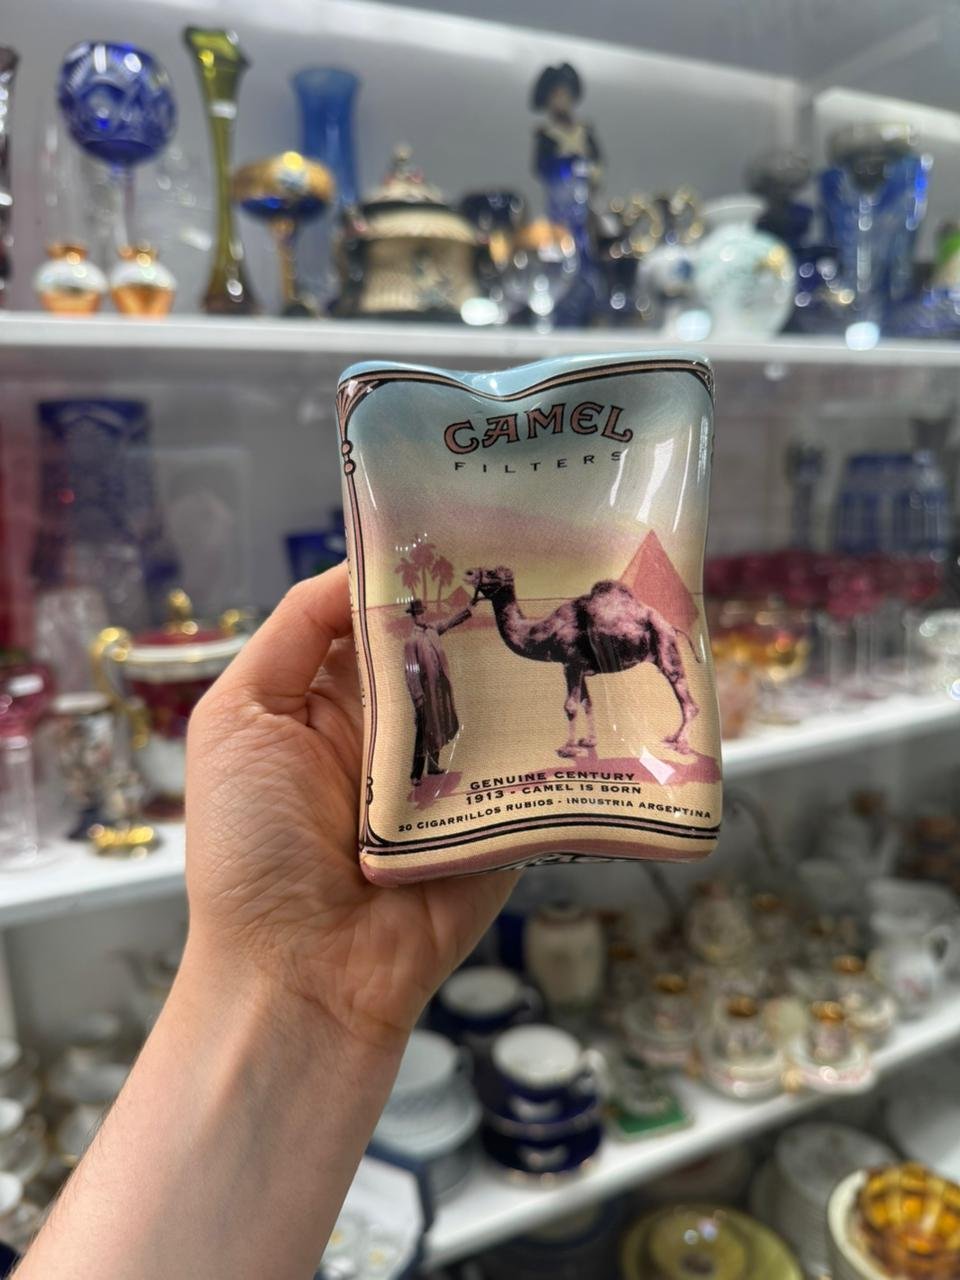 CAMEL
FILTERS
GENUINE CENTURY
1913 - CAMEL IS BORN
20 CIGARRILLOS RUBIOS - INDUSTRIA ARGENTINA